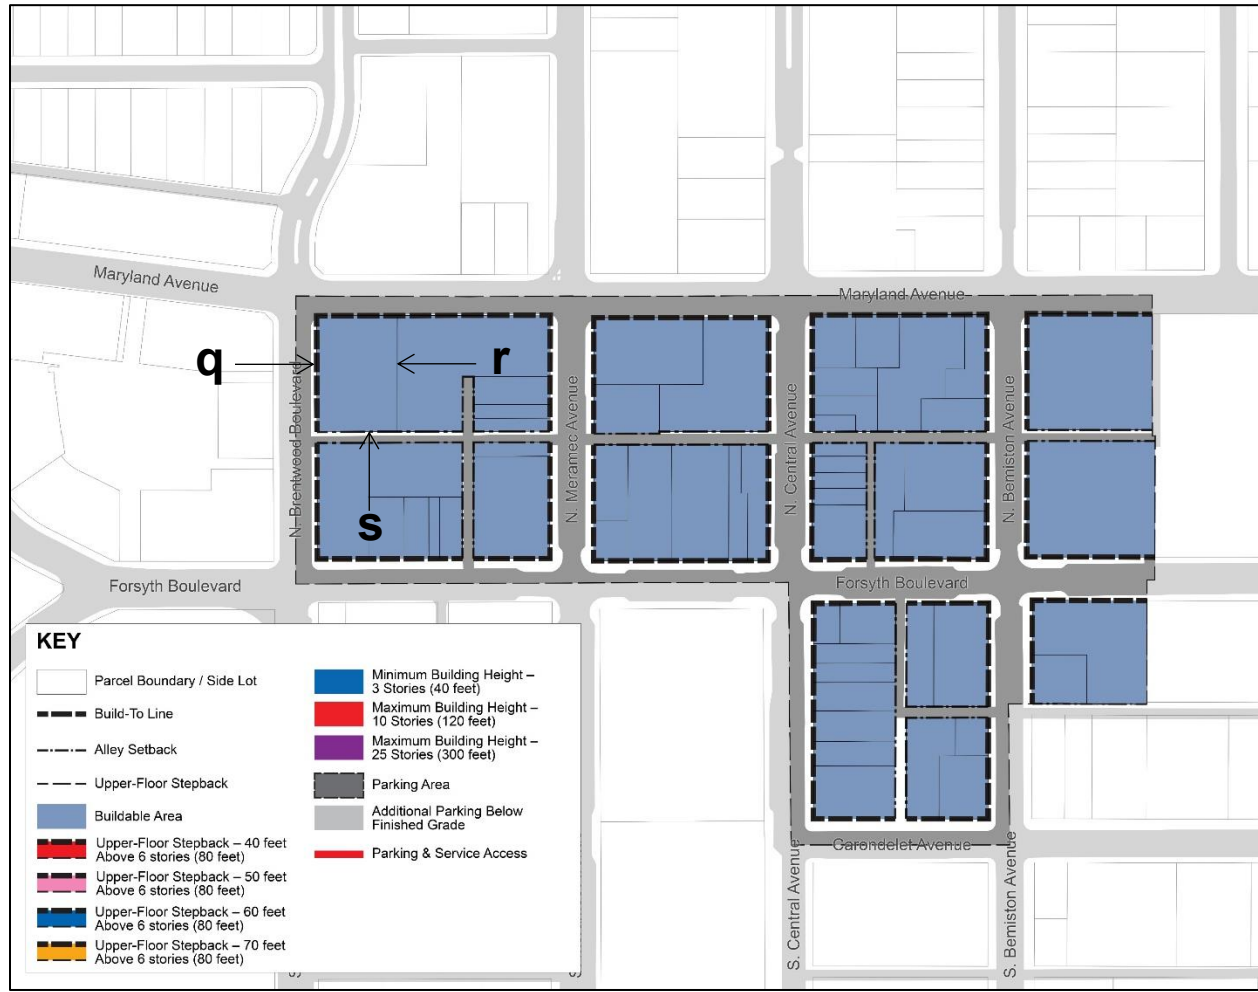 Maryland Avenue
Maryland Avenue
q
r
s
N. Brentwood Boulevard
N. Meramec Avenue
N. Central Avenue
N. Bemiston Avenue
Forsyth Boulevard
Forsyth Boulevard
Carondelet Avenue
S. Central Avenue
S. Bemiston Avenue
KEY
Parcel Boundary / Side Lot
Build-To Line
Alley Setback
Upper-Floor Stepback
Buildable Area
Upper-Floor Stepback – 40 feet
Above 6 stories (80 feet)
Upper-Floor Stepback – 50 feet
Above 6 stories (80 feet)
Upper-Floor Stepback – 60 feet
Above 6 stories (80 feet)
Upper-Floor Stepback – 70 feet
Above 6 stories (80 feet)
Minimum Building Height –
3 Stories (40 feet)
Maximum Building Height –
10 Stories (120 feet)
Maximum Building Height –
25 Stories (300 feet)
Parking Area
Additional Parking Below
Finished Grade
Parking & Service Access